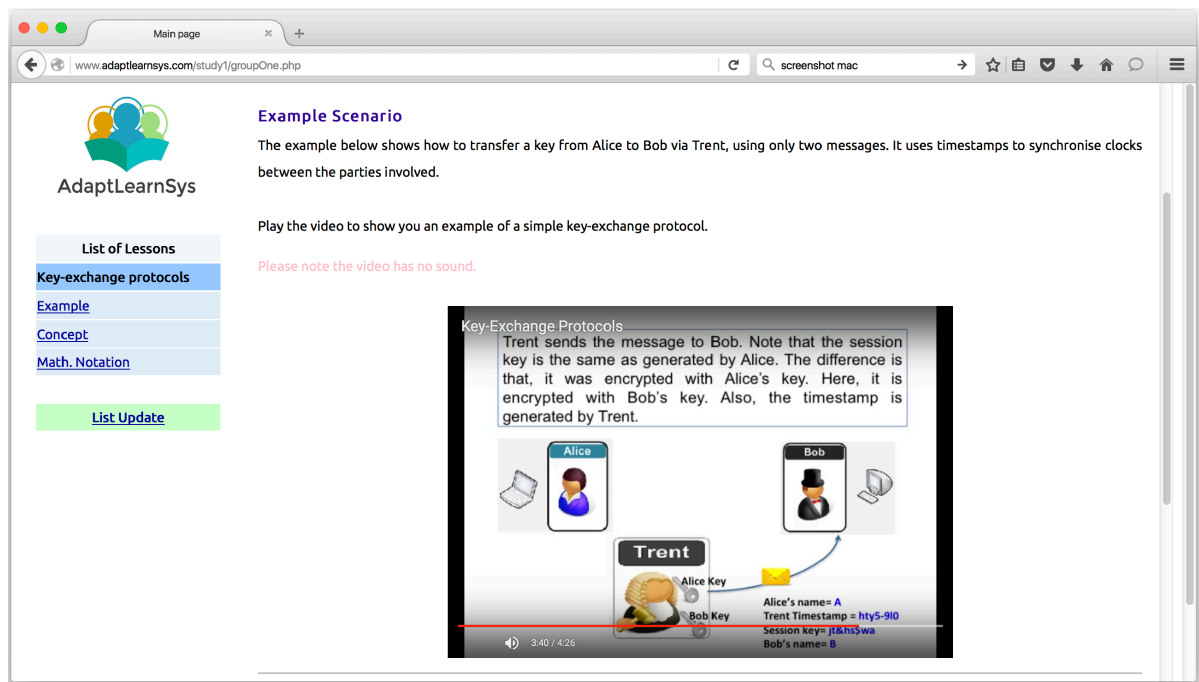 Main page
www.adaptlearnsys.com/study1/groupOne.php
screenshot mac
AdaptLearnSys
List of Lessons
Key-exchange protocols
Example
Concept
Math. Notation
List Update
Example Scenario
The example below shows how to transfer a key from Alice to Bob via Trent, using only two messages. It uses timestamps to synchronise clocks
between the parties involved.
Play the video to show you an example of a simple key-exchange protocol.
Please note the video has no sound.
Key-Exchange Protocols
Trent sends the message to Bob. Note that the session
key is the same as generated by Alice. The difference is
that, it was encrypted with Alice's key. Here, it is
encrypted with Bob's key. Also, the timestamp is
generated by Trent.
Alice
Bob
Trent
Alice Key
Bob Key
Alice's name= A
Trent Timestamp = hty5-9l0
Session key= jt&hs$wa
Bob's name= B
3:40 / 4:26